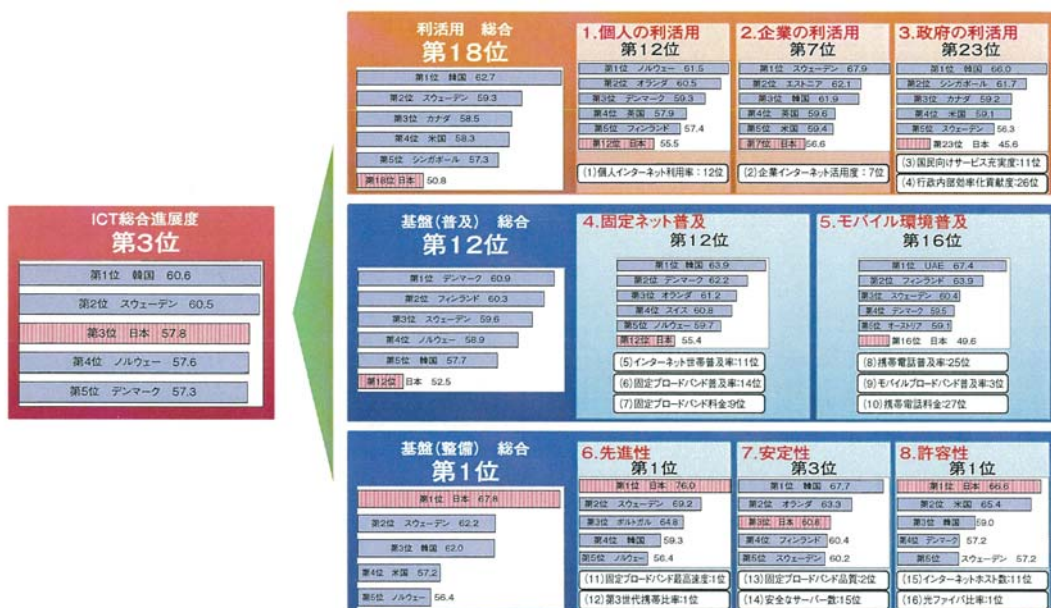 ICT総合進展度
第3位
第1位 韓国 60.6
第2位 スウェーデン 60.5
第3位 日本 57.8
第4位 ノルウェー 57.6
第5位 デンマーク 57.3
利活用 総合
第18位
第1位 韓国 62.7
第2位 スウェーデン 59.3
第3位 カナダ 58.5
第4位 米国 58.3
第5位 シンガポール 57.3
第18位 日本 50.8
1.個人の利活用
第12位
第1位 ノルウェー 61.5
第2位 オランダ 60.5
第3位 デンマーク 59.3
第4位 英国 57.9
第5位 フィンランド 57.4
第12位 日本 55.5
(1)個人インターネット利用率:12位
2.企業の利活用
第7位
第1位 スウェーデン 67.9
第2位 エストニア 62.1
第3位 韓国 61.9
第4位 英国 59.6
第5位 米国 59.4
第7位 日本 56.6
(2)企業インターネット活用度:7位
3.政府の利活用
第23位
第1位 韓国 66.0
第2位 シンガポール 61.7
第3位 カナダ 59.2
第4位 米国 59.1
第5位 スウェーデン 56.3
第23位 日本 45.6
(3)国民向けサービス充実度:11位
(4)行政内部効率化貢献度:26位
基盤(普及) 総合
第12位
第1位 デンマーク 60.9
第2位 フィンランド 60.3
第3位 スウェーデン 59.6
第4位 ノルウェー 58.9
第5位 韓国 57.7
第12位 日本 52.5
4.固定ネット普及
第12位
第1位 韓国 63.9
第2位 デンマーク 62.2
第3位 オランダ 61.2
第4位 スイス 60.8
第5位 ノルウェー 59.7
第12位 日本 55.4
(5)インターネット世帯普及率:11位
(6)固定ブロードバンド普及率:14位
(7)固定ブロードバンド料金:9位
5.モバイル環境普及
第16位
第1位 UAE 67.4
第2位 フィンランド 63.9
第3位 スウェーデン 60.4
第4位 デンマーク 59.5
第5位 オーストリア 59.1
第16位 日本 49.6
(8)携帯電話普及率:25位
(9)モバイルブロードバンド普及率:3位
(10)携帯電話料金:27位
基盤(整備) 総合
第1位
第1位 日本 67.8
第2位 スウェーデン 62.2
第3位 韓国 62.0
第4位 米国 57.2
第5位 ノルウェー 56.4
6.先進性
第1位
第1位 日本 76.0
第2位 スウェーデン 69.2
第3位 ポルトガル 64.8
第4位 韓国 59.3
第5位 ノルウェー 56.4
(11)固定ブロードバンド最高速度:1位
(12)第3世代携帯比率:1位
7.安定性
第3位
第1位 韓国 67.7
第2位 オランダ 63.3
第3位 日本 60.8
第4位 フィンランド 60.4
第5位 スウェーデン 60.2
(13)固定ブロードバンド品質:2位
(14)安全なサーバー数:15位
8.許容性
第1位
第1位 日本 66.6
第2位 米国 65.4
第3位 韓国 59.0
第4位 デンマーク 57.2
第5位 スウェーデン 57.2
(15)インターネットホスト数:11位
(16)光ファイバ比率:1位